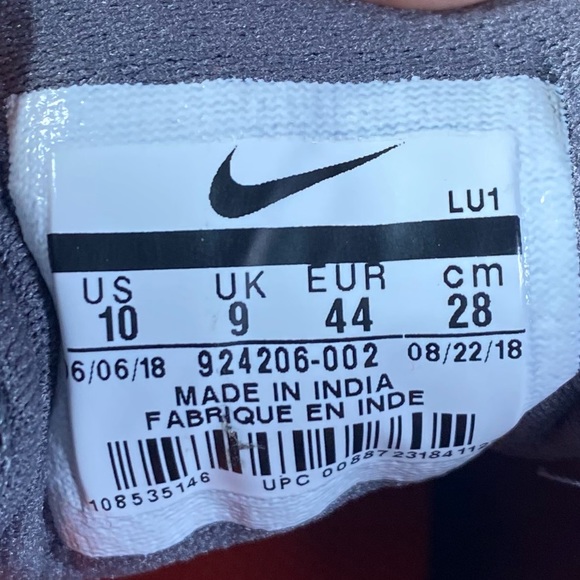 LU1
US UK EUR cm
10 9 44 28
06/06/18 924206-002 08/22/18
MADE IN INDIA
FABRIQUE EN INDE
108535146 UPC